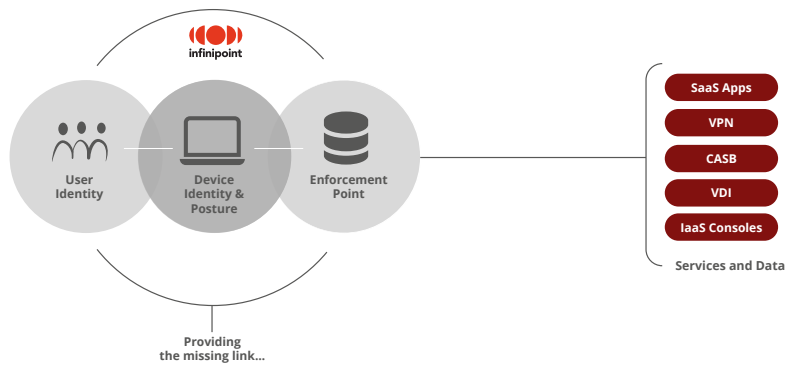 infinipoint
User
Identity
Device
Identity &
Posture
Enforcement
Point
Providing
the missing link...
SaaS Apps
VPN
CASB
VDI
IaaS Consoles
Services and Data